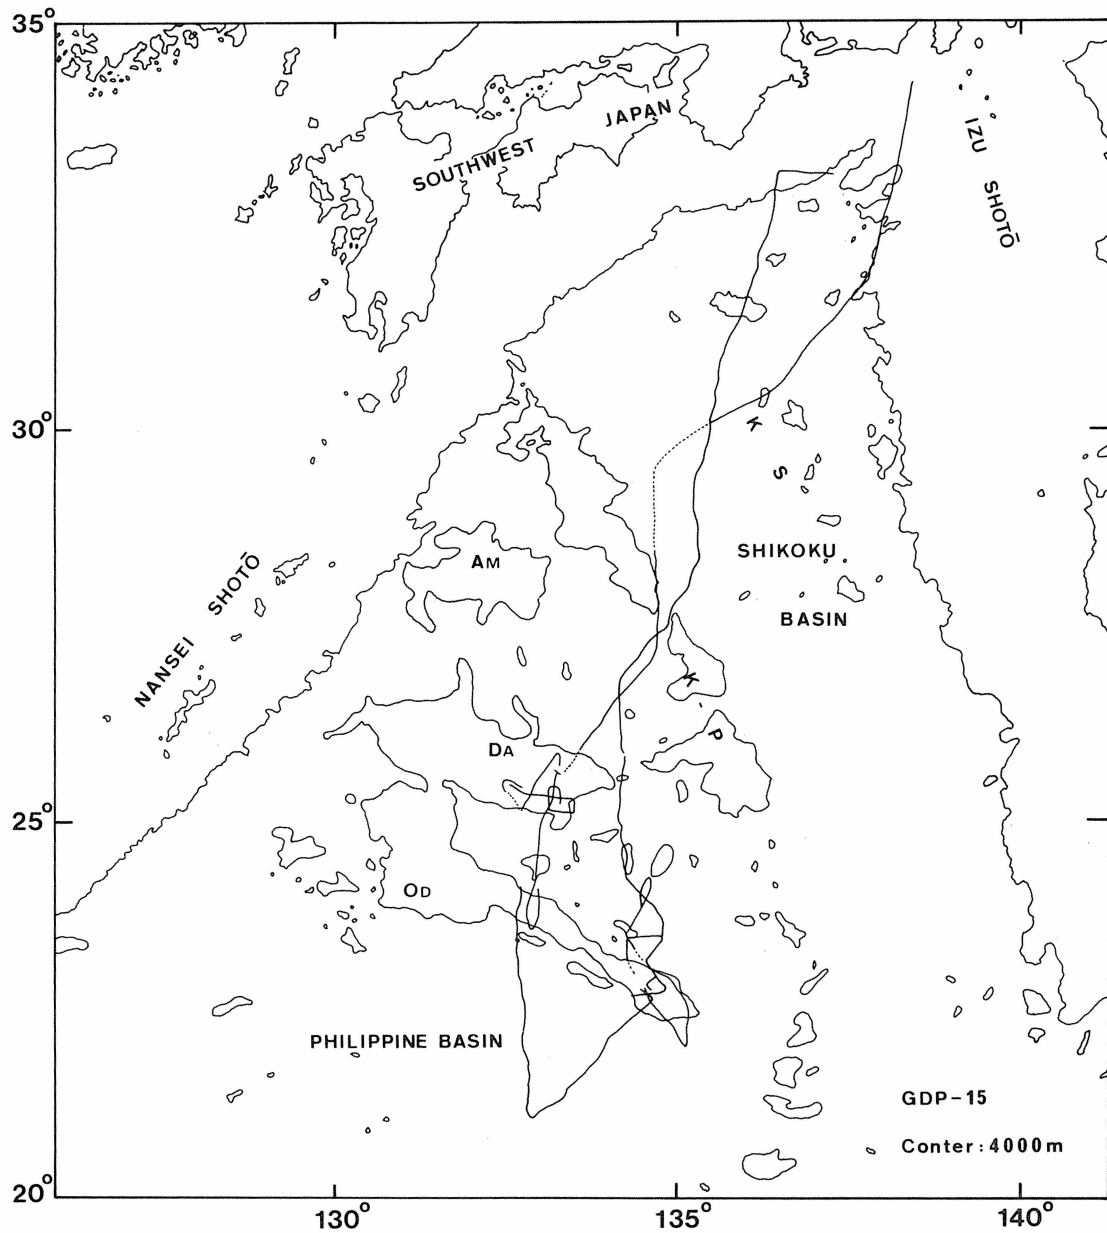 35°
JAPAN
SOUTHWEST
IZU SHOTŌ
30°
K
S
SHIKOKU
BASIN
AM
NANSEI SHOTŌ
K-P
DA
25°
OD
PHILIPPINE BASIN
GDP-15
Conter: 4000m
20°
130°
135°
140°